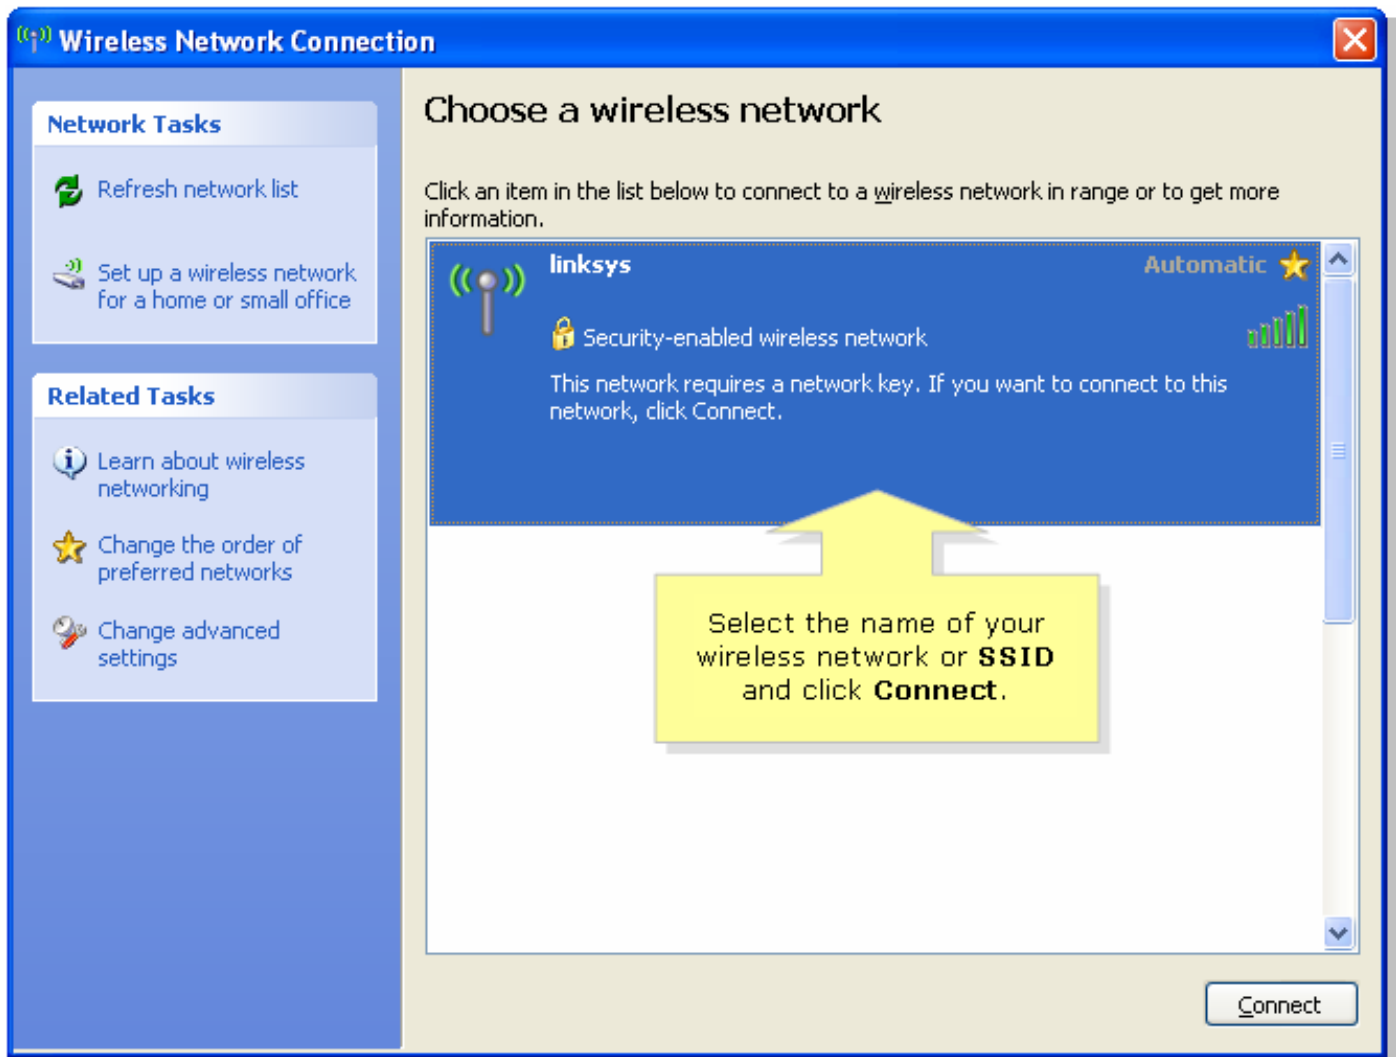 Wireless Network Connection
Network Tasks
Refresh network list
Set up a wireless network
for a home or small office
Related Tasks
Learn about wireless
networking
Change the order of
preferred networks
Change advanced
settings
Choose a wireless network
Click an item in the list below to connect to a wireless network in range or to get more
information.
linksys
Automatic
Security-enabled wireless network
This network requires a network key. If you want to connect to this
network, click Connect.
Select the name of your
wireless network or SSID
and click Connect.
Connect